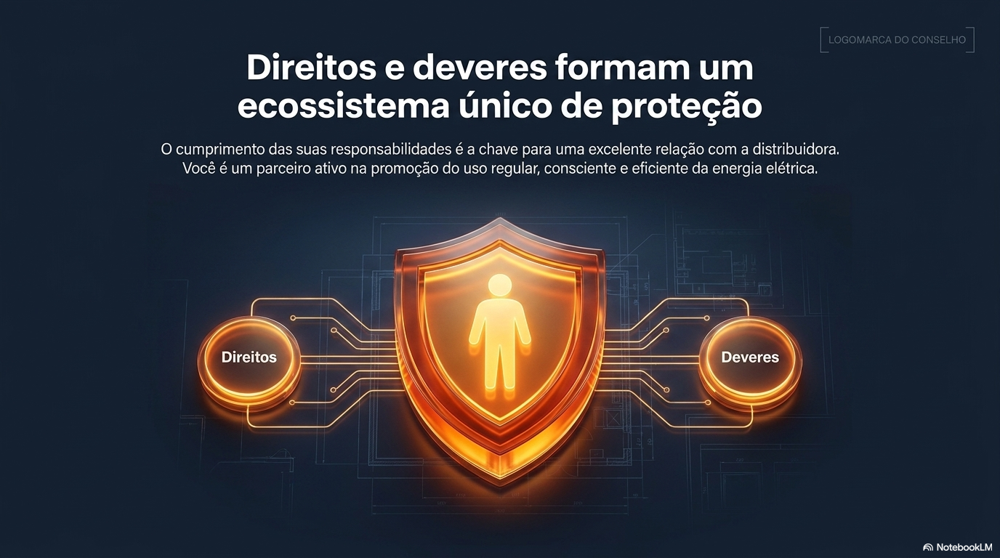 LOGOMARCA DO CONSELHO
Direitos e deveres formam um
ecossistema único de proteção
O cumprimento das suas responsabilidades é a chave para uma excelente relação com a distribuidora.
Você é um parceiro ativo na promoção do uso regular, consciente e eficiente da energia elétrica.
Direitos
Deveres
NotebookLM